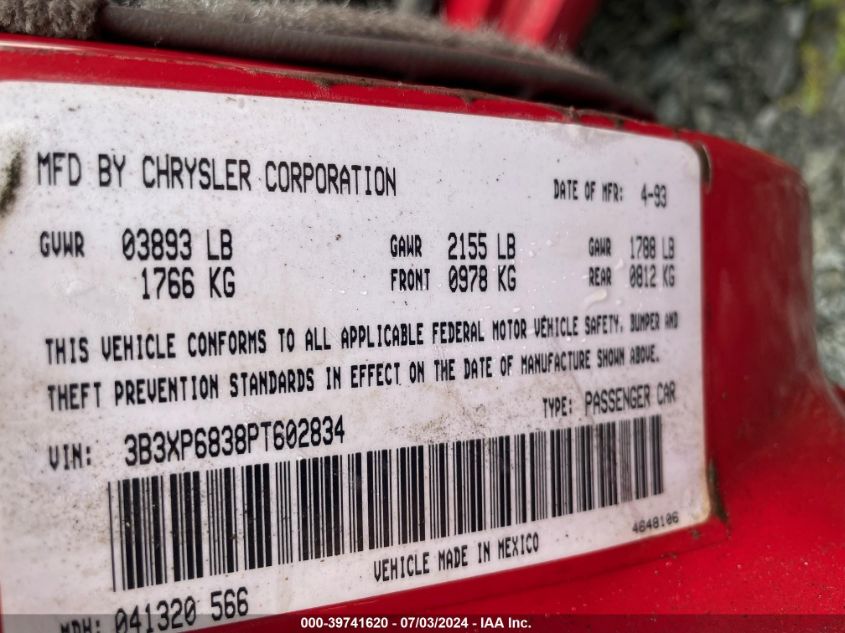 MFD BY CHRYSLER CORPORATION DATE OF MFR: 4-93
GVWR 03893 LB GAWR 2155 LB GAWR 1788 LB
1766 KG FRONT 0978 KG REAR 0812 KG
THIS VEHICLE CONFORMS TO ALL APPLICABLE FEDERAL MOTOR VEHICLE SAFETY, BUMPER AND
THEFT PREVENTION STANDARDS IN EFFECT ON THE DATE OF MANUFACTURE SHOWN ABOVE.
VIN: 3B3XP6838PT602834 TYPE: PASSENGER CAR
4648106
VEHICLE MADE IN MEXICO
MDH: 041320 566
000-39741620 - 07/03/2024 - IAA Inc.